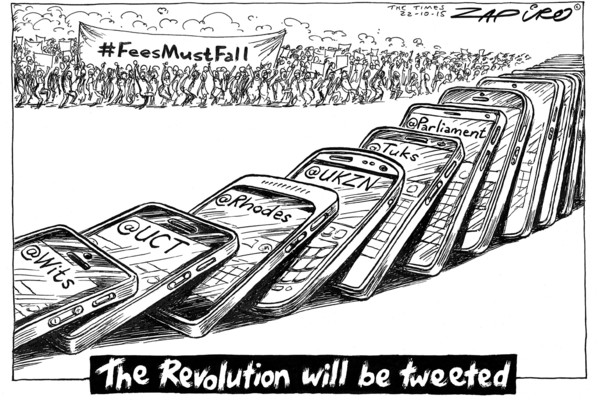 THE TIMES
22-10-15
ZAPIRO
©
#FeesMustFall
@Wits
@UCT
@Rhodes
@UKZN
@Tuks
@Parliament
The Revolution will be tweeted